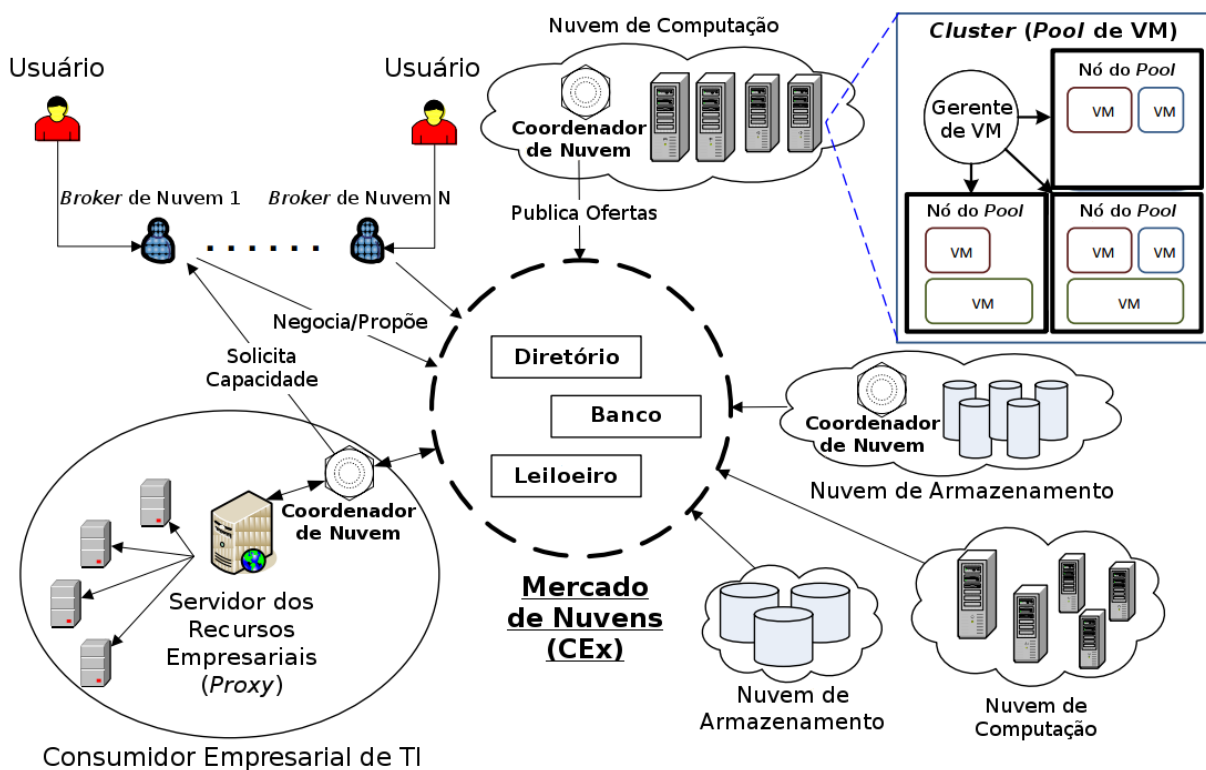 Usuário
Usuário
Broker de Nuvem 1
Broker de Nuvem N
Nuvem de Computação
Coordenador
de Nuvem
Publica Ofertas
Cluster (Pool de VM)
Gerente
de VM
Nó do Pool
VM
VM
Nó do Pool
VM
VM
Nó do Pool
VM
VM
VM
Negocia/Propõe
Solicita
Capacidade
Diretório
Banco
Leiloeiro
Mercado
de Nuvens
(CEx)
Coordenador
de Nuvem
Nuvem de Armazenamento
Coordenador
de Nuvem
Servidor dos
Recursos
Empresariais
(Proxy)
Consumidor Empresarial de TI
Nuvem de
Armazenamento
Nuvem de
Computação